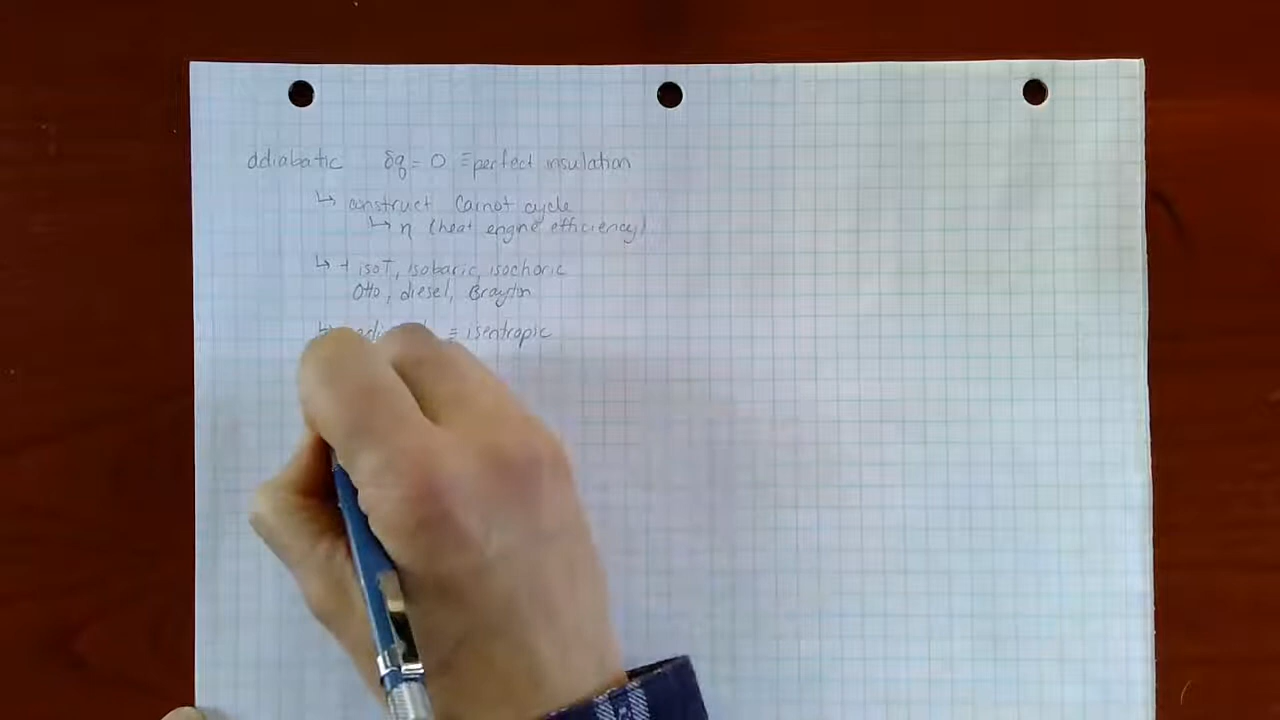 adiabatic δq = 0 ≡ perfect insulation
↳ construct Carnot cycle
↳ η (heat engine efficiency)
↳ + isoT, isobaric, isochoric
Otto, diesel, Brayton
↳ ≡ isentropic